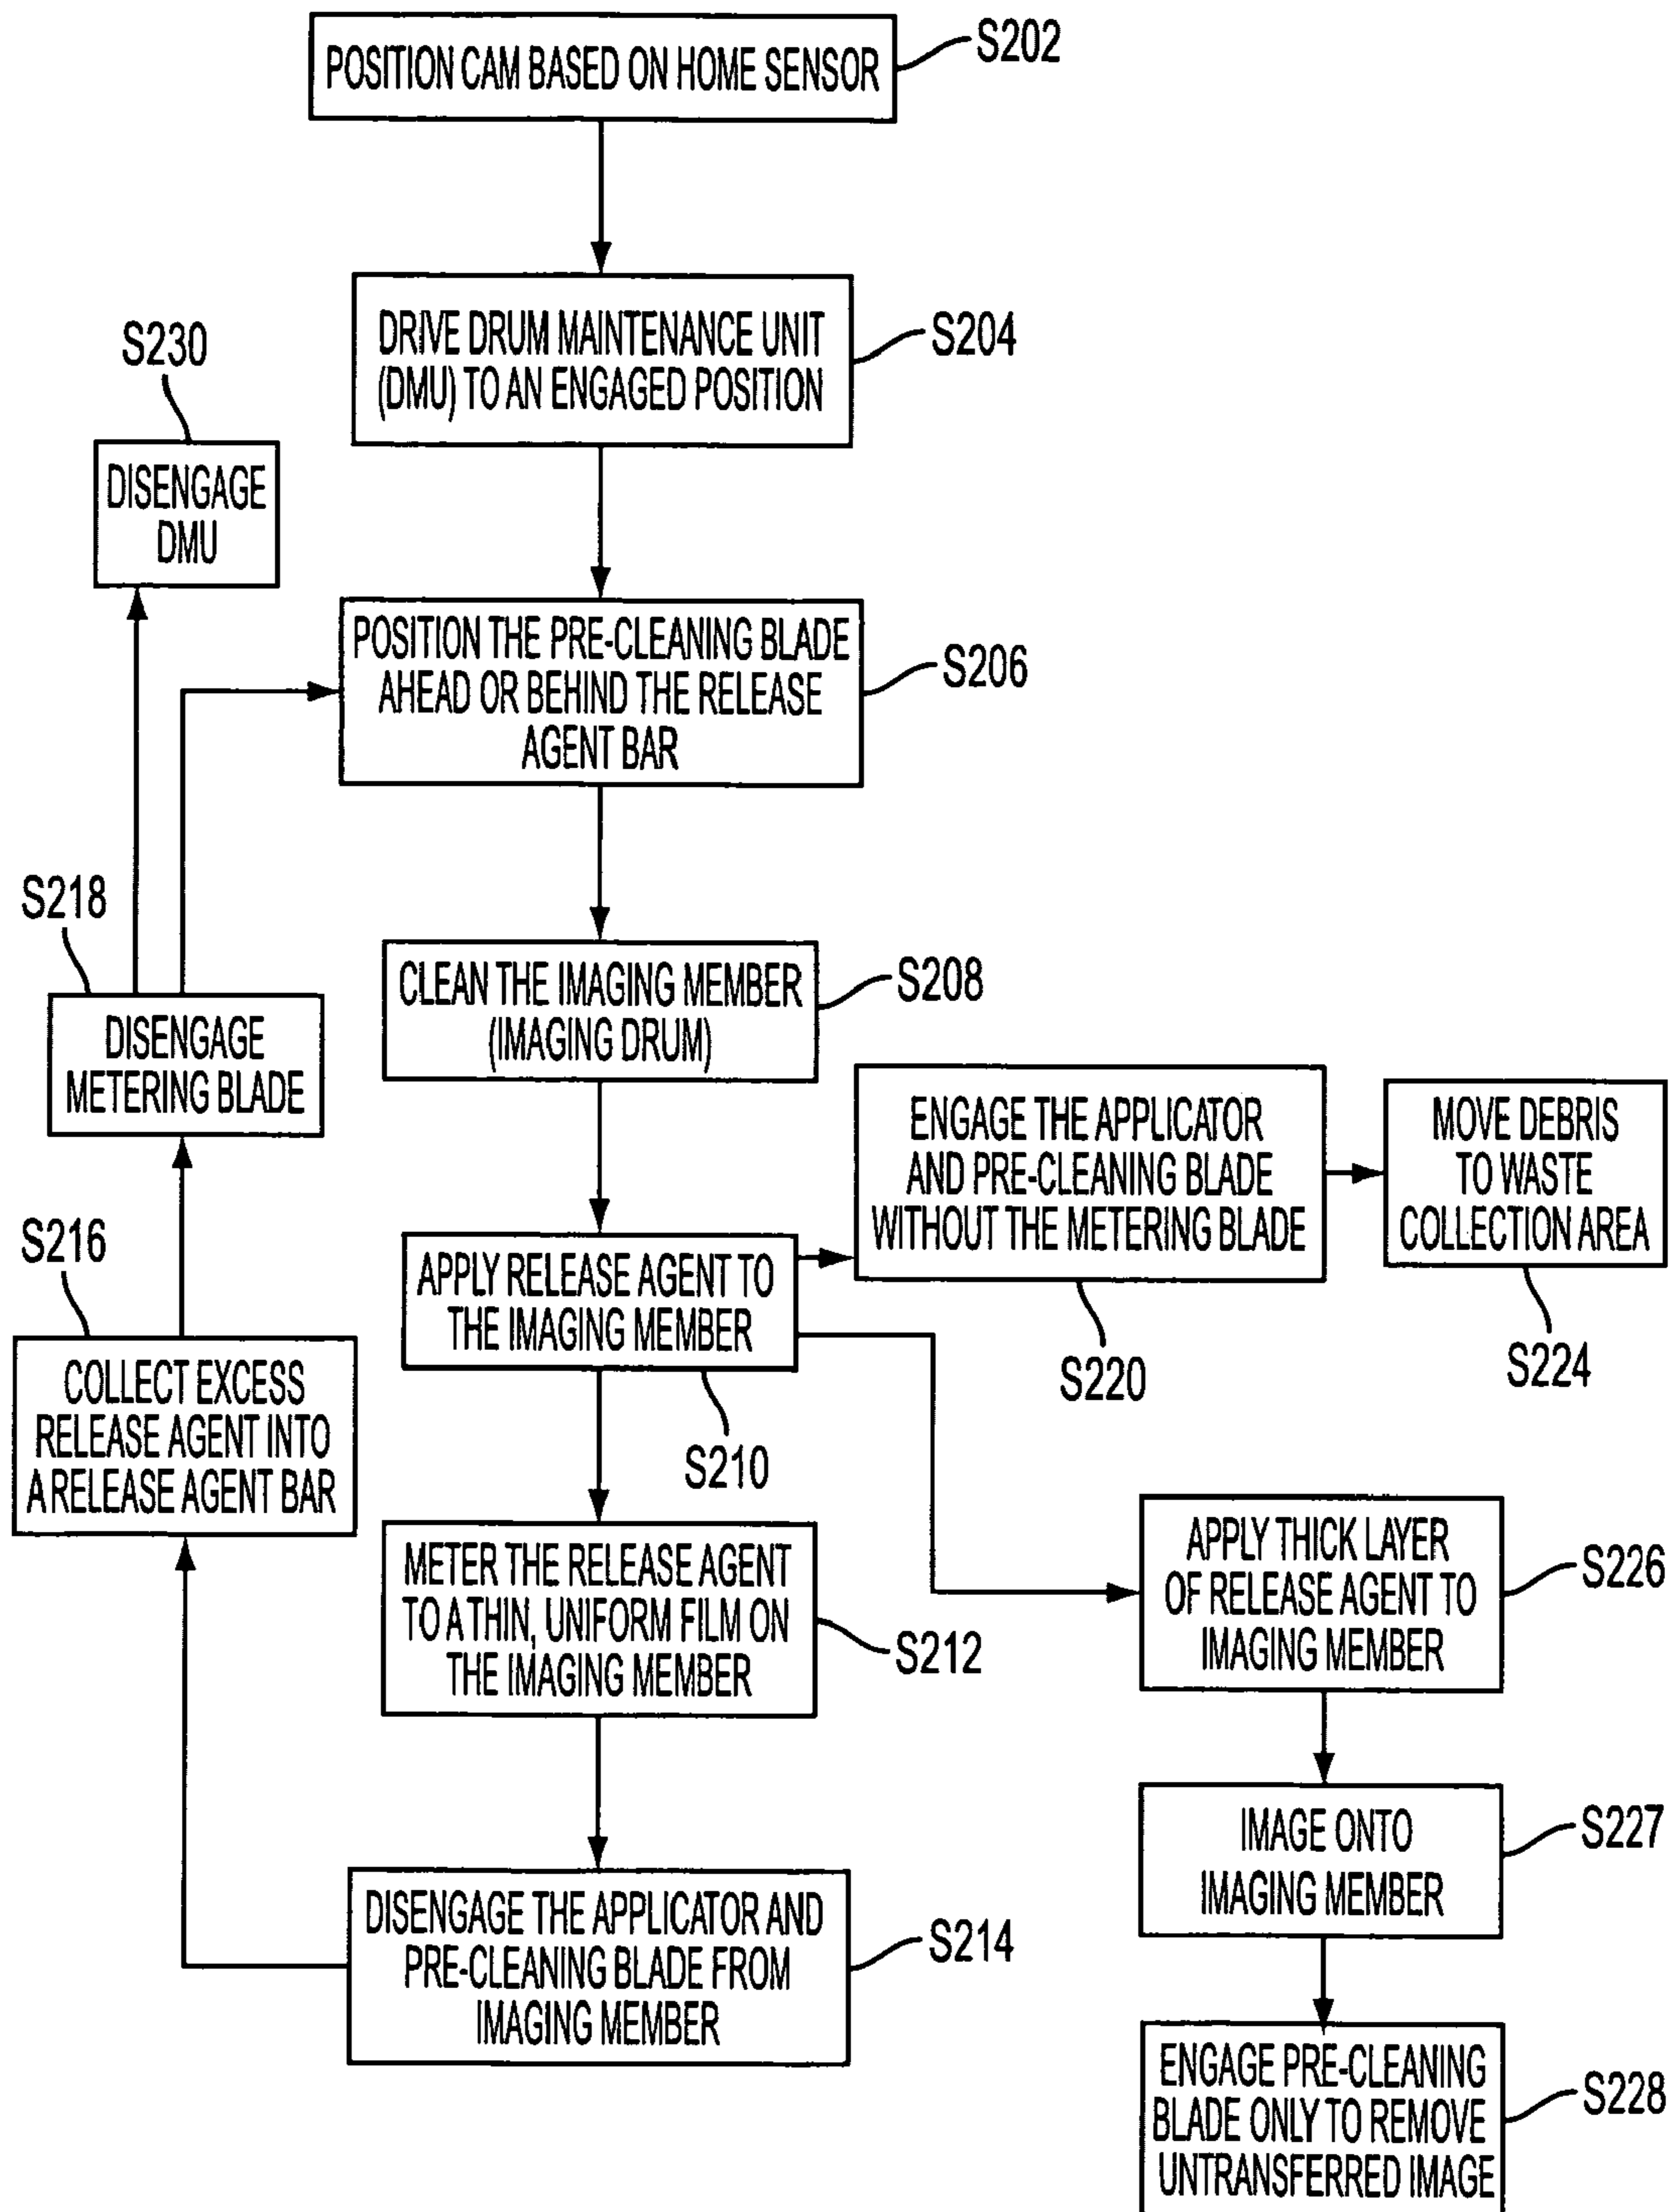 POSITION CAM BASED ON HOME SENSOR
S202
DRIVE DRUM MAINTENANCE UNIT
(DMU) TO AN ENGAGED POSITION
S204
S230
DISENGAGE
DMU
POSITION THE PRE-CLEANING BLADE
AHEAD OR BEHIND THE RELEASE
AGENT BAR
S206
S218
DISENGAGE
METERING BLADE
CLEAN THE IMAGING MEMBER
(IMAGING DRUM)
S208
ENGAGE THE APPLICATOR
AND PRE-CLEANING BLADE
WITHOUT THE METERING BLADE
S220
MOVE DEBRIS
TO WASTE
COLLECTION AREA
S224
APPLY RELEASE AGENT TO
THE IMAGING MEMBER
S210
S216
COLLECT EXCESS
RELEASE AGENT INTO
A RELEASE AGENT BAR
METER THE RELEASE AGENT
TO A THIN, UNIFORM FILM ON
THE IMAGING MEMBER
S212
APPLY THICK LAYER
OF RELEASE AGENT TO
IMAGING MEMBER
S226
IMAGE ONTO
IMAGING MEMBER
S227
DISENGAGE THE APPLICATOR AND
PRE-CLEANING BLADE FROM
IMAGING MEMBER
S214
ENGAGE PRE-CLEANING
BLADE ONLY TO REMOVE
UNTRANSFERRED IMAGE
S228